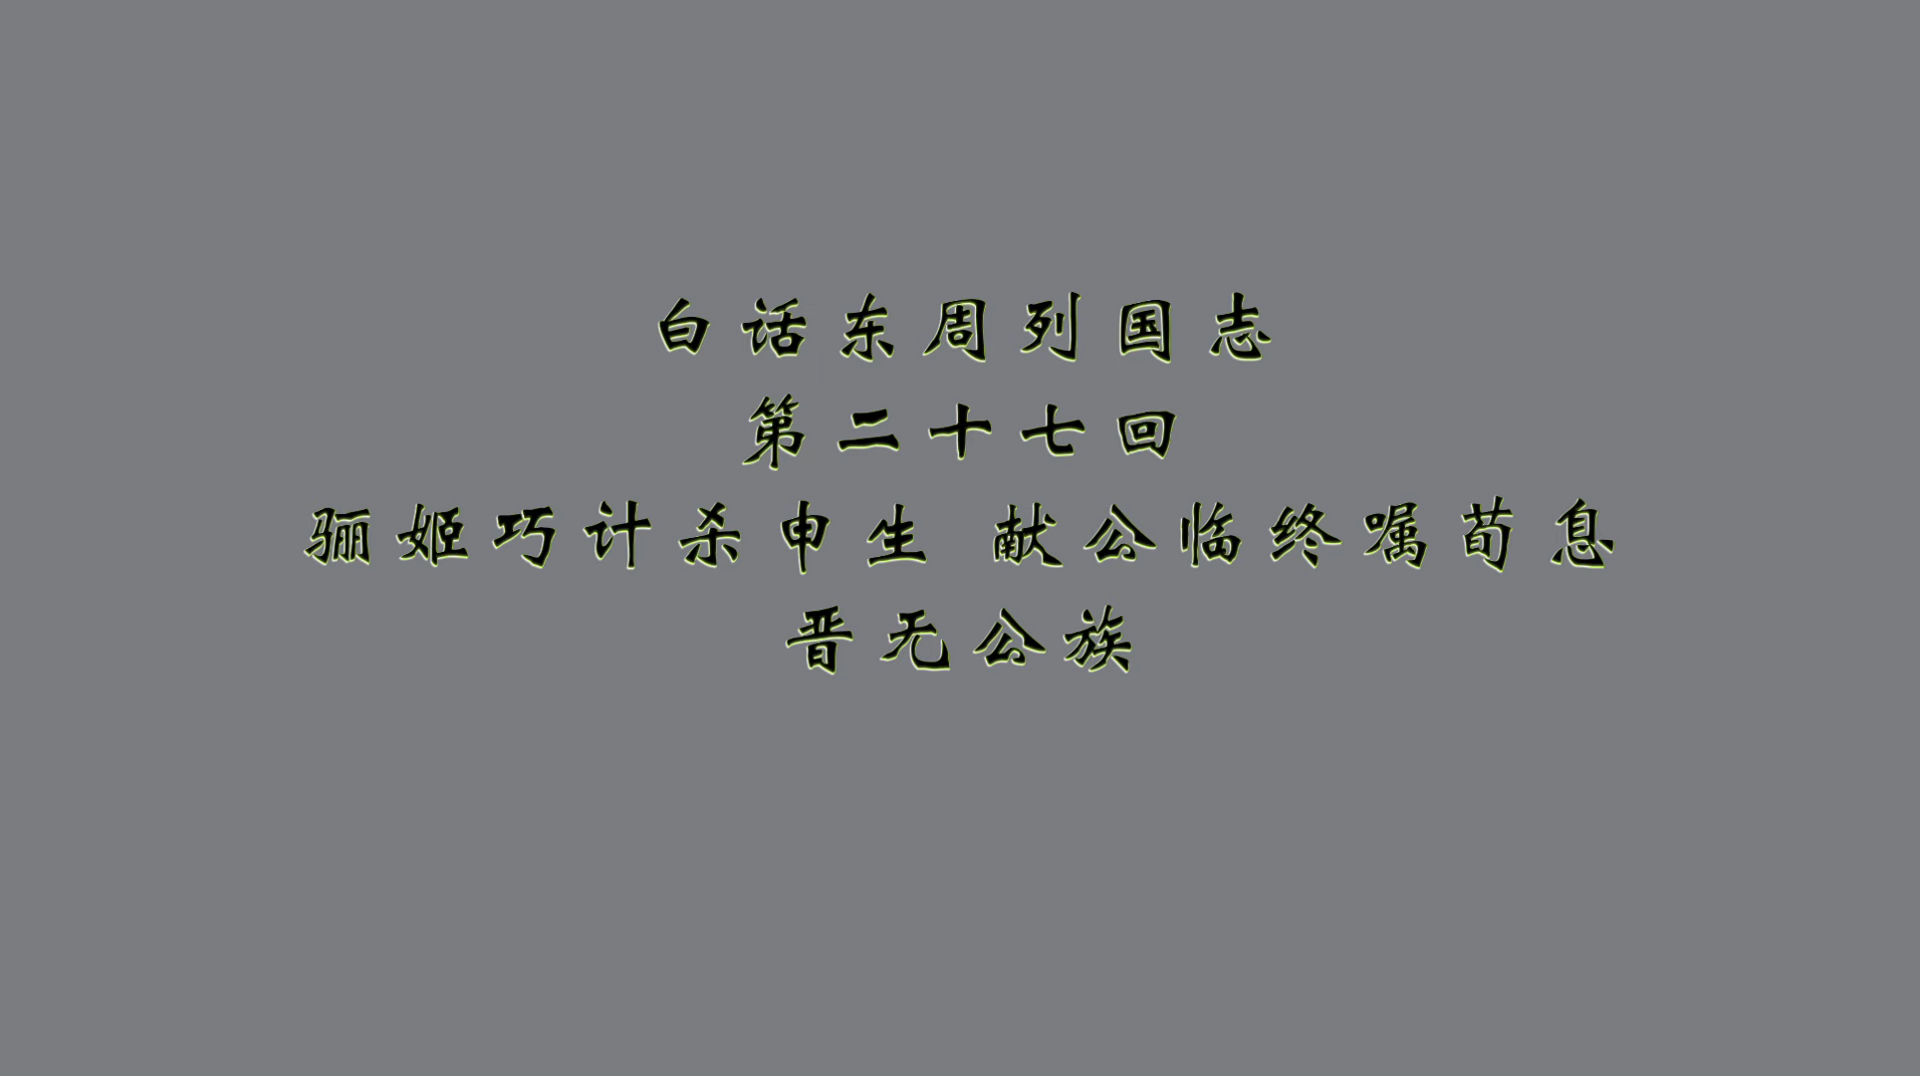 白话东周列国志
第二十七回
骊姬巧计杀申生 献公临终嘱荀息
晋无公族